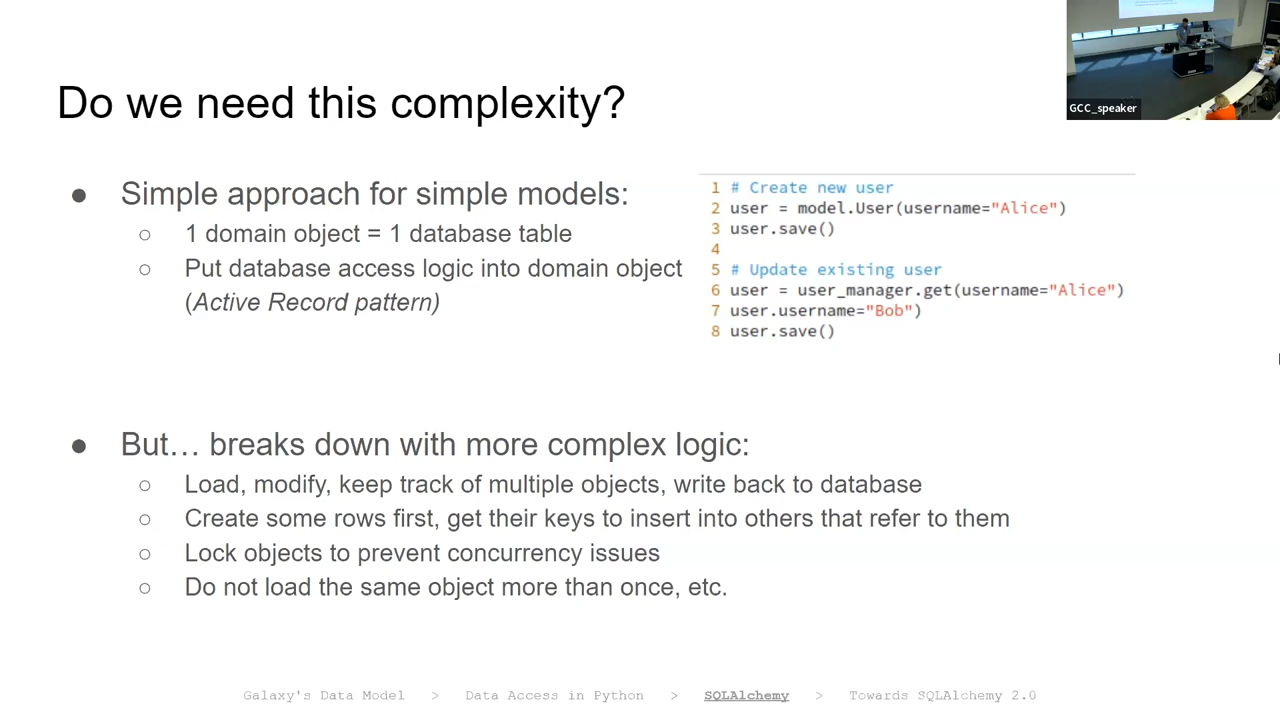 GCC_speaker
Do we need this complexity?
● Simple approach for simple models:
○ 1 domain object = 1 database table
○ Put database access logic into domain object
(Active Record pattern)
1 # Create new user
2 user = model.User(username="Alice")
3 user.save()
4
5 # Update existing user
6 user = user_manager.get(username="Alice")
7 user.username="Bob")
8 user.save()
● But… breaks down with more complex logic:
○ Load, modify, keep track of multiple objects, write back to database
○ Create some rows first, get their keys to insert into others that refer to them
○ Lock objects to prevent concurrency issues
○ Do not load the same object more than once, etc.
Galaxy's Data Model > Data Access in Python > SQLAlchemy > Towards SQLAlchemy 2.0